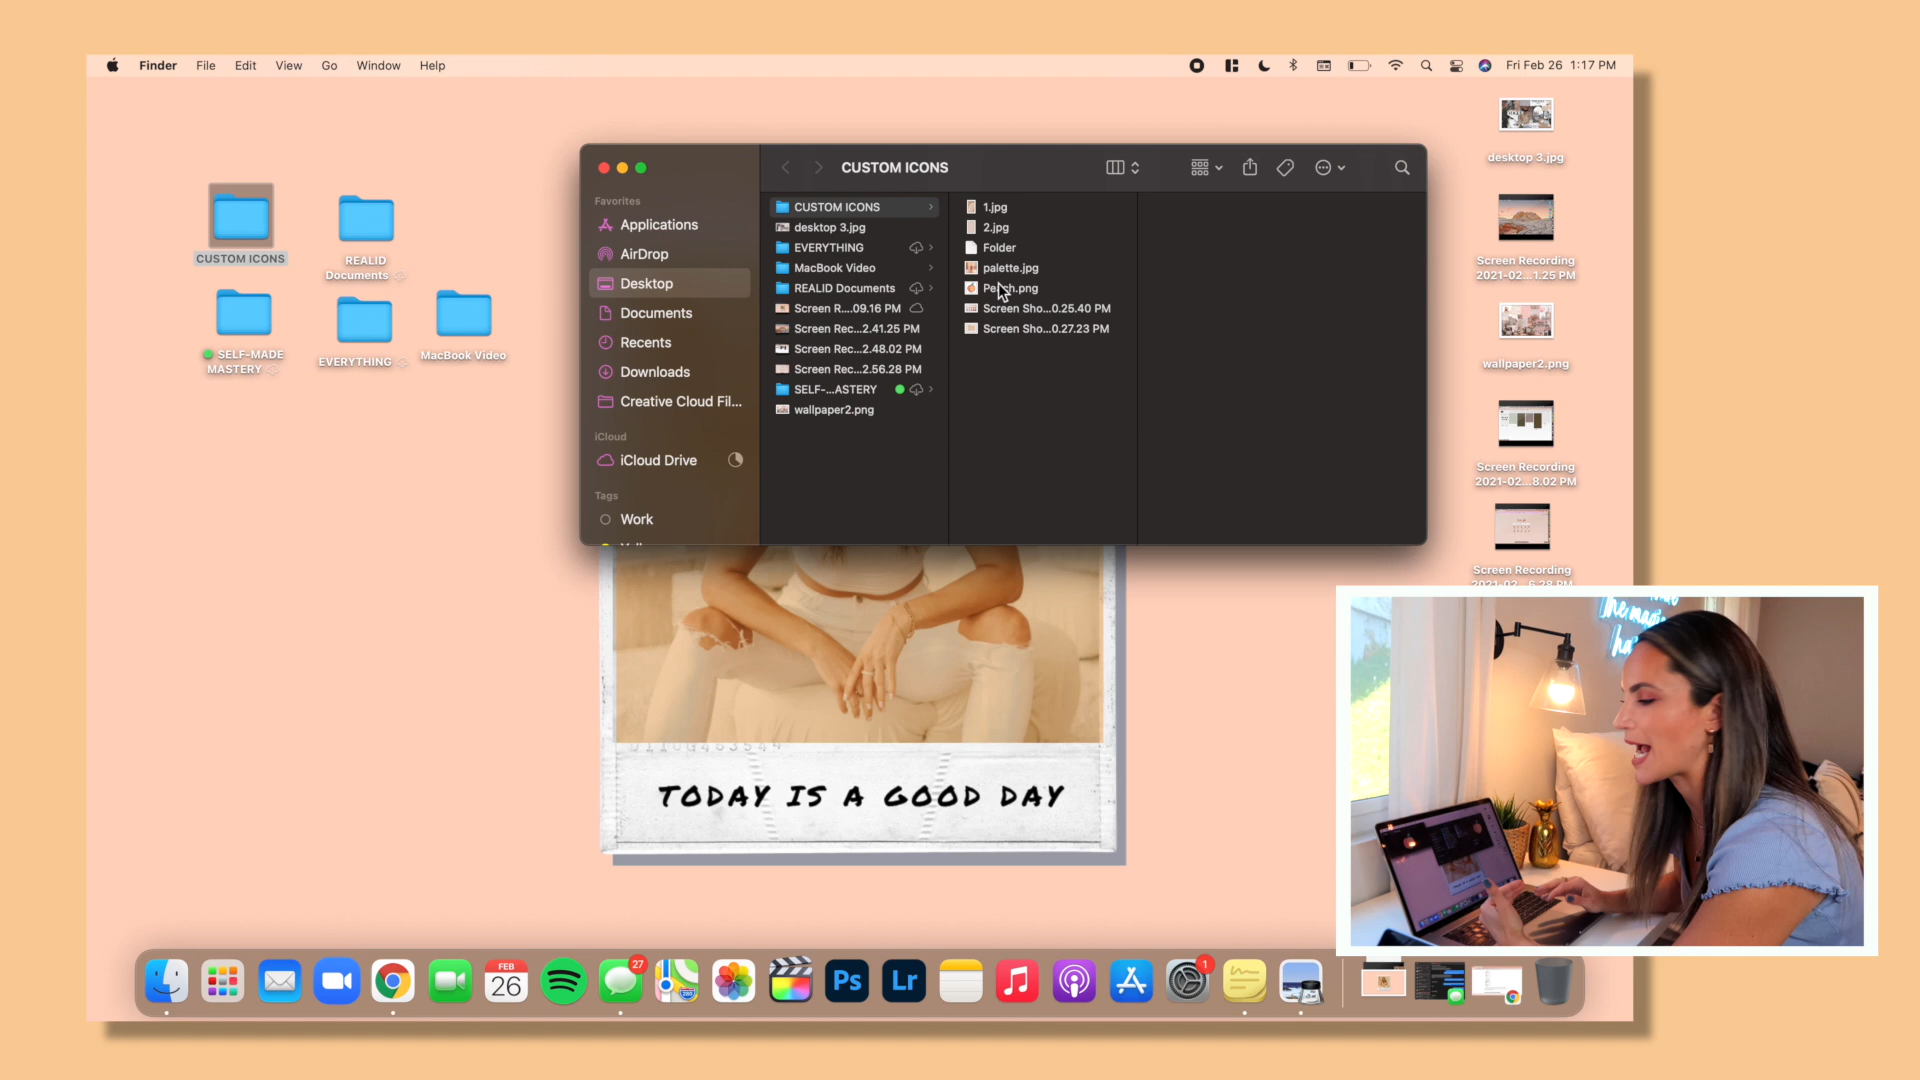 Finder File Edit View Go Window Help
Fri Feb 26 1:17 PM
CUSTOM ICONS
REALID
Documents
SELF-MADE
MASTERY
EVERYTHING
MacBook Video
CUSTOM ICONS
Favorites
Applications
AirDrop
Desktop
Documents
Recents
Downloads
Creative Cloud Fil...
iCloud
iCloud Drive
Tags
Work
CUSTOM ICONS
desktop 3.jpg
EVERYTHING
MacBook Video
REALID Documents
Screen R....09.16 PM
Screen Rec...2.41.25 PM
Screen Rec...2.48.02 PM
Screen Rec...2.56.28 PM
SELF-...ASTERY
wallpaper2.png
1.jpg
2.jpg
Folder
palette.jpg
Screen Sho...0.25.40 PM
Screen Sho...0.27.23 PM
desktop 3.jpg
Screen Recording
2021-02...1.25 PM
wallpaper2.png
Screen Recording
2021-02...8.02 PM
Screen Recording
2021-02...6.28 PM
TODAY IS A GOOD DAY
FEB
26
27
Ps
Lr
1